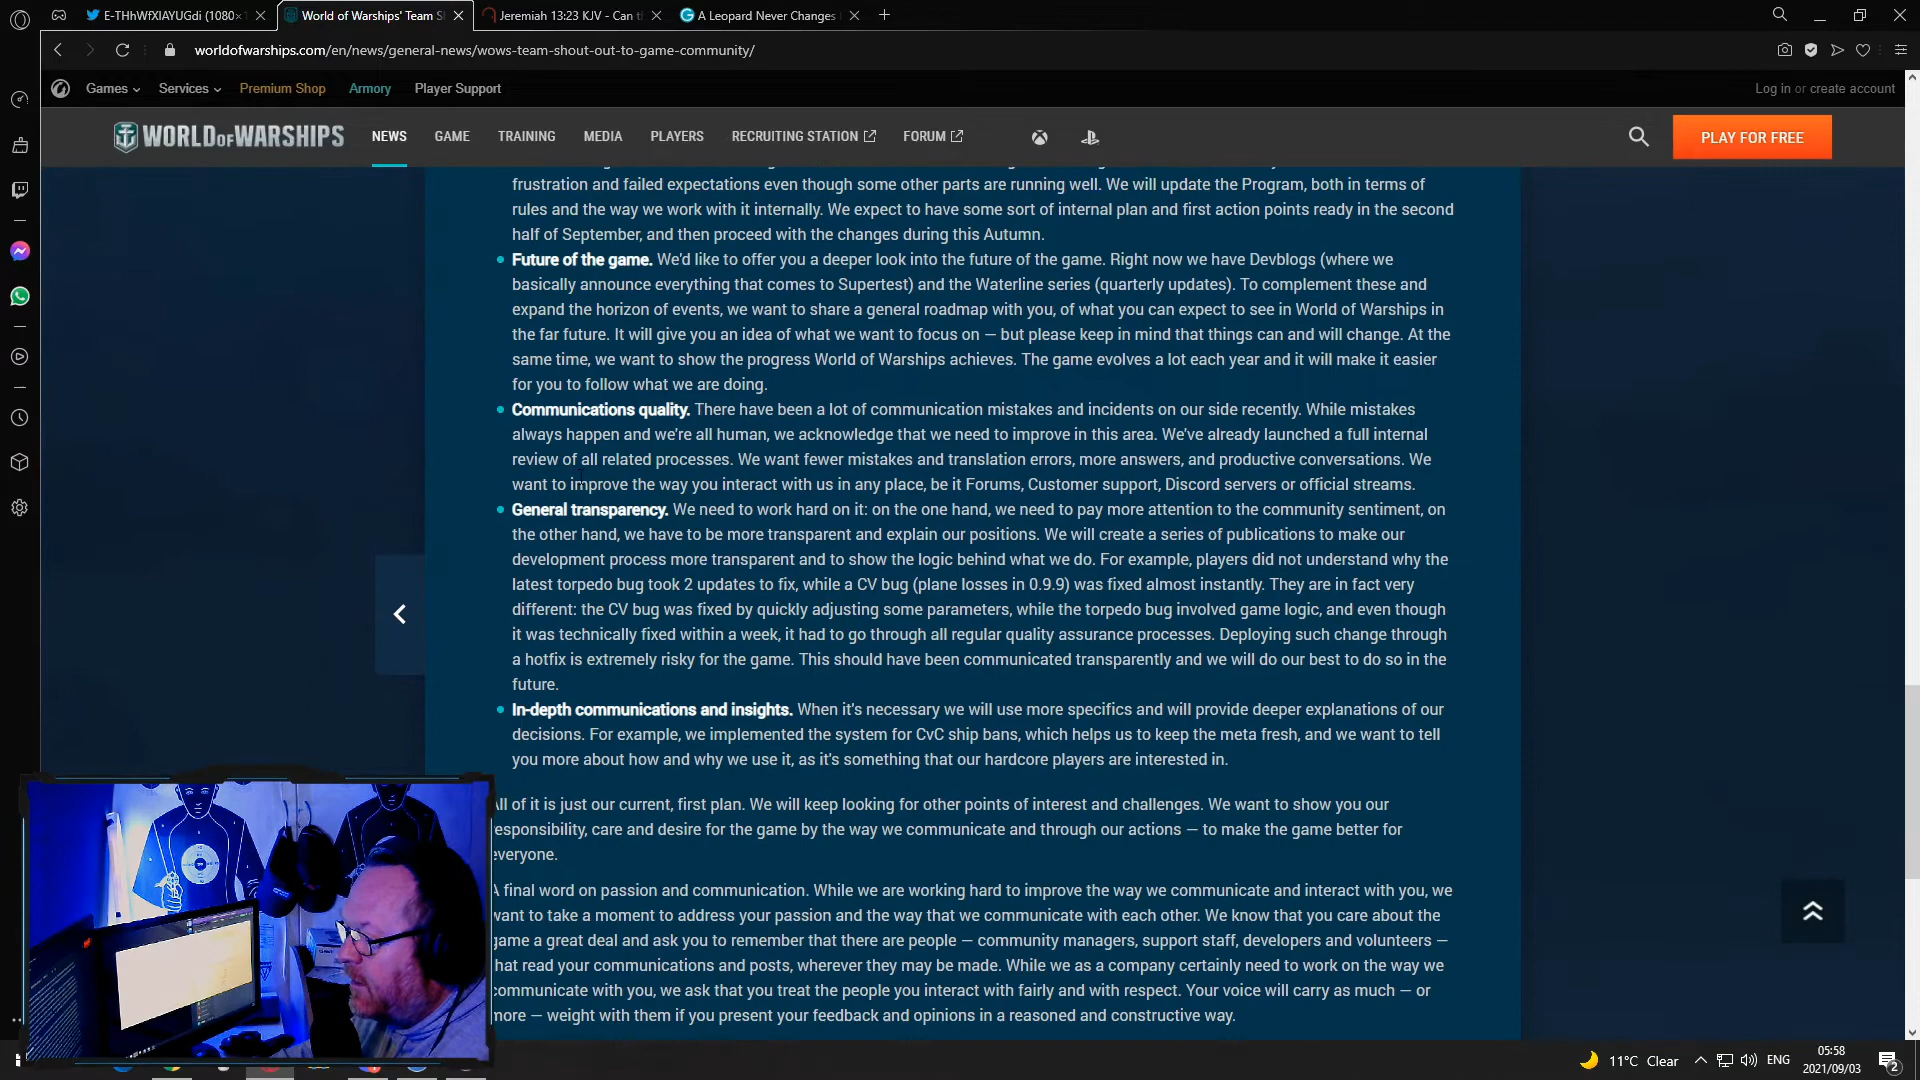 E-THhWfXIAYUGdi (1080×
World of Warships' Team S
Jeremiah 13:23 KJV - Can t
A Leopard Never Changes
worldofwarships.com/en/news/general-news/wows-team-shout-out-to-game-community/
Games Services Premium Shop Armory Player Support Log in or create account
WORLD OF WARSHIPS NEWS GAME TRAINING MEDIA PLAYERS RECRUITING STATION FORUM PLAY FOR FREE
frustration and failed expectations even though some other parts are running well. We will update the Program, both in terms of
rules and the way we work with it internally. We expect to have some sort of internal plan and first action points ready in the second
half of September, and then proceed with the changes during this Autumn.
Future of the game. We'd like to offer you a deeper look into the future of the game. Right now we have Devblogs (where we
basically announce everything that comes to Supertest) and the Waterline series (quarterly updates). To complement these and
expand the horizon of events, we want to share a general roadmap with you, of what you can expect to see in World of Warships in
the far future. It will give you an idea of what we want to focus on — but please keep in mind that things can and will change. At the
same time, we want to show the progress World of Warships achieves. The game evolves a lot each year and it will make it easier
for you to follow what we are doing.
Communications quality. There have been a lot of communication mistakes and incidents on our side recently. While mistakes
always happen and we're all human, we acknowledge that we need to improve in this area. We've already launched a full internal
review of all related processes. We want fewer mistakes and translation errors, more answers, and productive conversations. We
want to improve the way you interact with us in any place, be it Forums, Customer support, Discord servers or official streams.
General transparency. We need to work hard on it: on the one hand, we need to pay more attention to the community sentiment, on
the other hand, we have to be more transparent and explain our positions. We will create a series of publications to make our
development process more transparent and to show the logic behind what we do. For example, players did not understand why the
latest torpedo bug took 2 updates to fix, while a CV bug (plane losses in 0.9.9) was fixed almost instantly. They are in fact very
different: the CV bug was fixed by quickly adjusting some parameters, while the torpedo bug involved game logic, and even though
it was technically fixed within a week, it had to go through all regular quality assurance processes. Deploying such change through
a hotfix is extremely risky for the game. This should have been communicated transparently and we will do our best to do so in the
future.
In-depth communications and insights. When it's necessary we will use more specifics and will provide deeper explanations of our
decisions. For example, we implemented the system for CvC ship bans, which helps us to keep the meta fresh, and we want to tell
you more about how and why we use it, as it's something that our hardcore players are interested in.
All of it is just our current, first plan. We will keep looking for other points of interest and challenges. We want to show you our
responsibility, care and desire for the game by the way we communicate and through our actions — to make the game better for
everyone.
A final word on passion and communication. While we are working hard to improve the way we communicate and interact with you, we
want to take a moment to address your passion and the way that we communicate with each other. We know that you care about the
game a great deal and ask you to remember that there are people — community managers, support staff, developers and volunteers —
that read your communications and posts, wherever they may be made. While we as a company certainly need to work on the way we
communicate with you, we ask that you treat the people you interact with fairly and with respect. Your voice will carry as much — or
more — weight with them if you present your feedback and opinions in a reasoned and constructive way.
11°C Clear ENG
05:58
2021/09/03
2